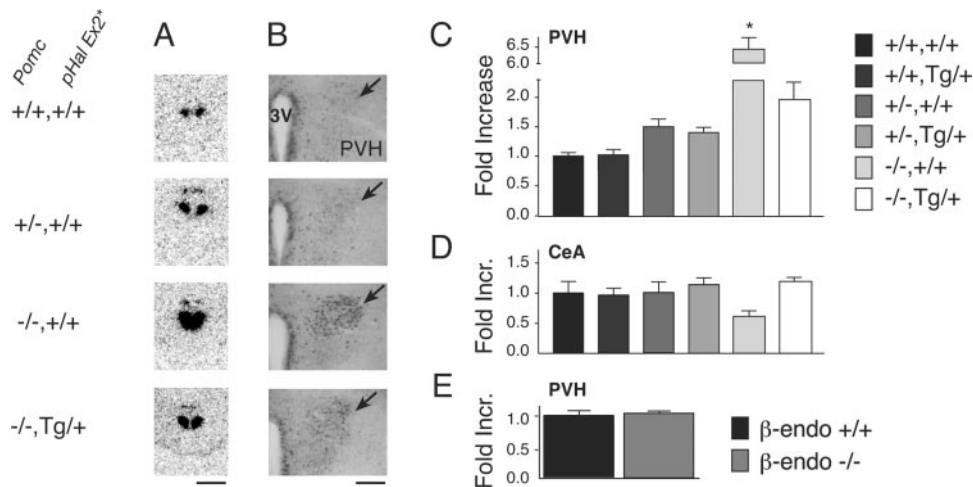 Pomc pHal Ex2*
A
B
+/+,+/+
+/-,+/+
-/-,+/+
-/-,Tg/+
3V
PVH
C
PVH
*
Fold Increase
6.5
6.0
2.0
1.5
1.0
0.5
0.0
+/+,+/+
+/+,Tg/+
+/-,+/+
+/-,Tg/+
-/-,+/+
-/-,Tg/+
D
CeA
Fold Incr.
1.5
1.0
0.5
0.0
E
PVH
Fold Incr.
1.0
0.5
0.0
β-endo +/+
β-endo -/-